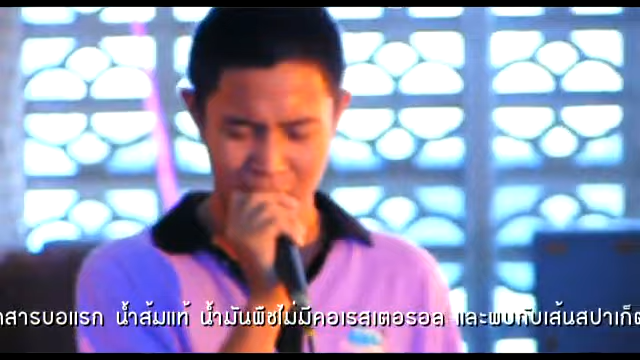 สารบอแรก น้ำส้มแท้ น้ำมันพืชไม่มีคอเรสเตอรอล และพบกับเส้นสปาเก็ต